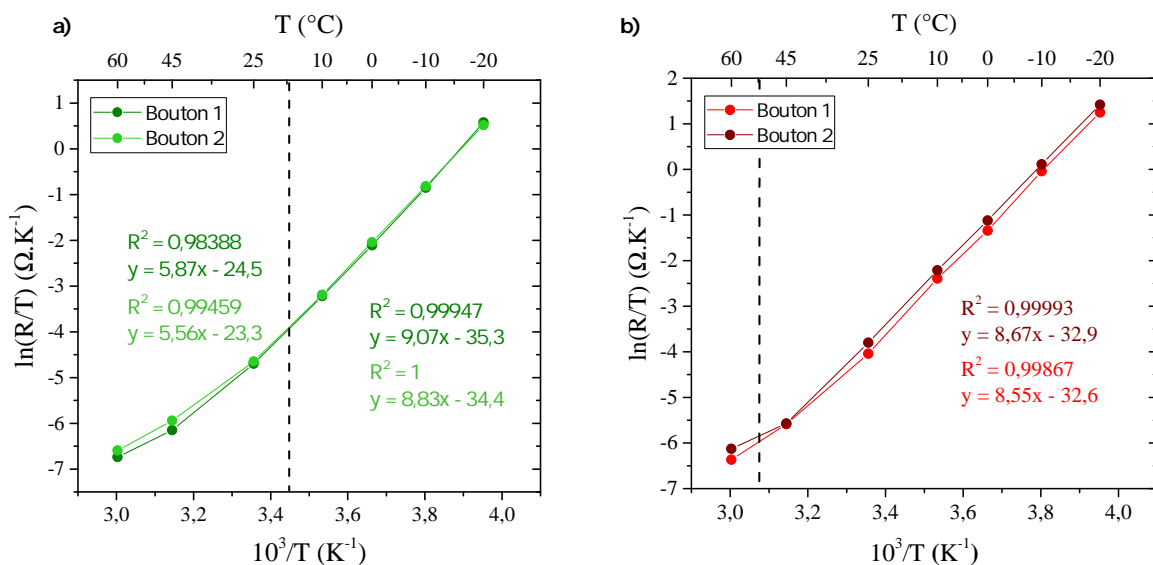 a)
T (°C)
60 45 25 10 0 -10 -20
1
0
-1
-2
-3
-4
-5
-6
-7
ln(R/T) (Ω.K⁻¹)
Bouton 1
Bouton 2
R² = 0,98388
y = 5,87x - 24,5
R² = 0,99459
y = 5,56x - 23,3
R² = 0,99947
y = 9,07x - 35,3
R² = 1
y = 8,83x - 34,4
3,0 3,2 3,4 3,6 3,8 4,0
10³/T (K⁻¹)
b)
T (°C)
60 45 25 10 0 -10 -20
2
1
0
-1
-2
-3
-4
-5
-6
-7
ln(R/T) (Ω.K⁻¹)
Bouton 1
Bouton 2
R² = 0,99993
y = 8,67x - 32,9
R² = 0,99867
y = 8,55x - 32,6
3,0 3,2 3,4 3,6 3,8 4,0
10³/T (K⁻¹)